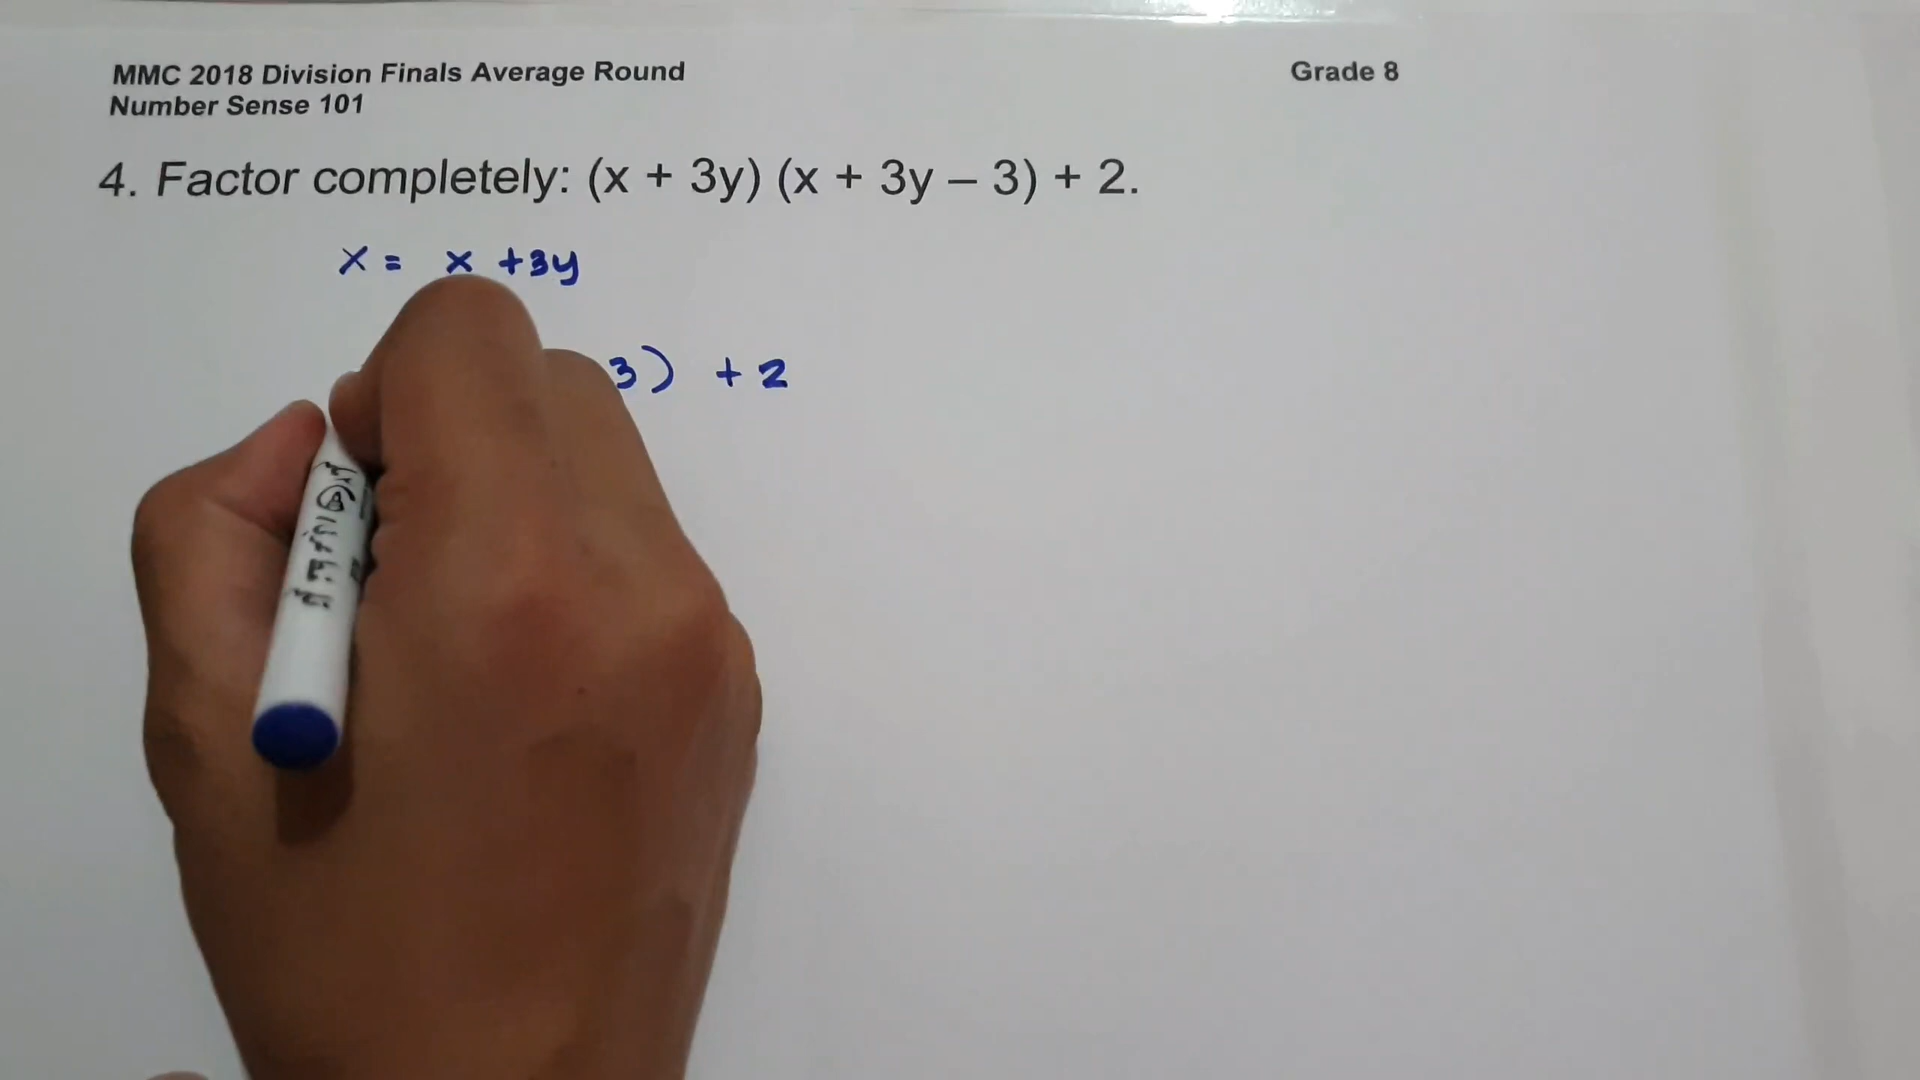 MMC 2018 Division Finals Average Round Grade 8
Number Sense 101
4. Factor completely: (x + 3y) (x + 3y – 3) + 2.
x = x +3y
3) + 2